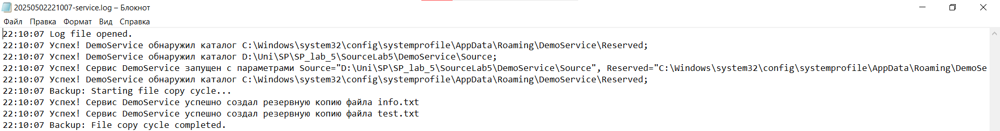 20250502221007-service.log – Блокнот
Файл Правка Формат Вид Справка
22:10:07 Log file opened.
22:10:07 Успех! DemoService обнаружил каталог C:\Windows\system32\config\systemprofile\AppData\Roaming\DemoService\Reserved;
22:10:07 Успех! DemoService обнаружил каталог D:\Uni\SP\SP_lab_5\SourceLab5\DemoService\Source;
22:10:07 Успех! Сервис DemoService запущен с параметрами Source="D:\Uni\SP\SP_lab_5\SourceLab5\DemoService\Source", Reserved="C:\Windows\system32\config\systemprofile\AppData\Roaming\DemoSe
22:10:07 Успех! DemoService обнаружил каталог C:\Windows\system32\config\systemprofile\AppData\Roaming\DemoService\Reserved;
22:10:07 Backup: Starting file copy cycle...
22:10:07 Успех! Сервис DemoService успешно создал резервную копию файла info.txt
22:10:07 Успех! Сервис DemoService успешно создал резервную копию файла test.txt
22:10:07 Backup: File copy cycle completed.